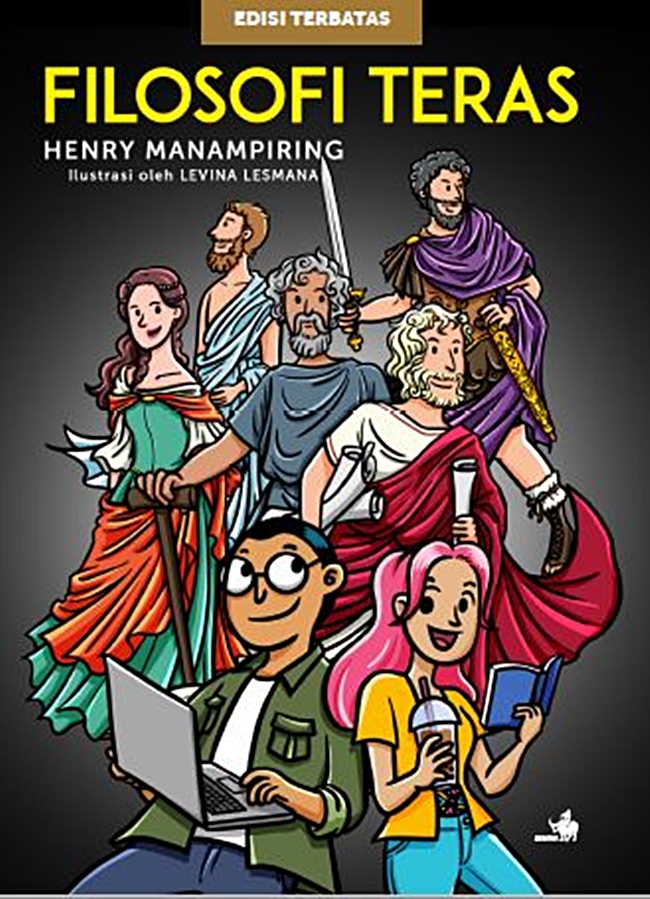 EDISI TERBATAS
FILOSOFI TERAS
HENRY MANAMPIRING
Ilustrasi oleh LEVINA LESMANA